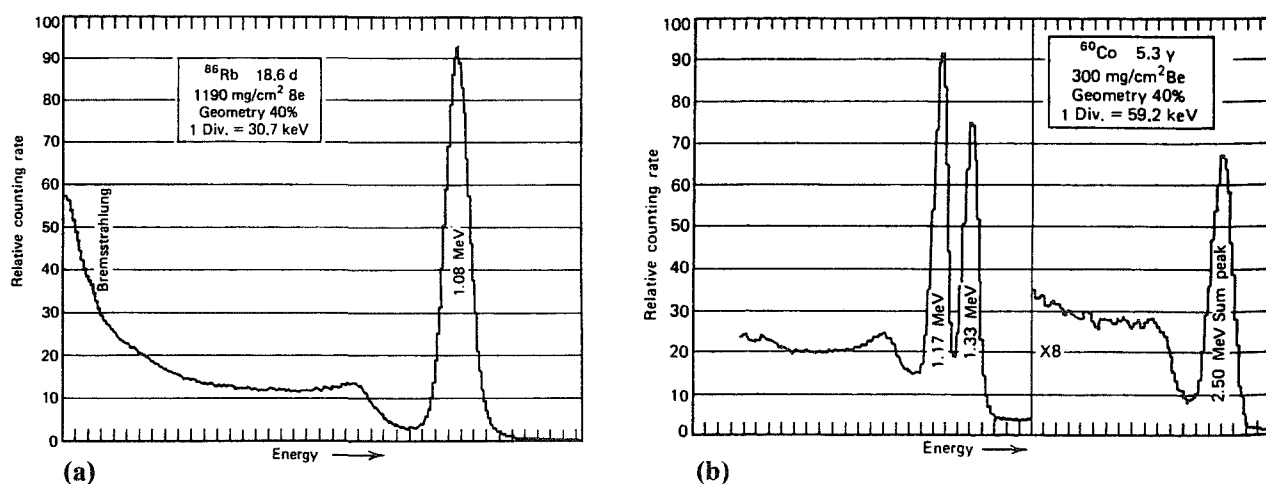 100
90
80
70
60
50
40
30
20
10
0
Relative counting rate
⁸⁶Rb 18.6 d
1190 mg/cm² 8e
Geometry 40%
1 Div. = 30.7 keV
Bremsstrahlung
1.08 MeV
Energy
(a)
100
90
80
70
60
50
40
30
20
10
0
Relative counting rate
⁶⁰Co 5.3 y
300 mg/cm²Be
Geometry 40%
1 Div. = 59.2 keV
1.17 MeV
1.33 MeV
X8
2.50 MeV Sum peak
Energy
(b)